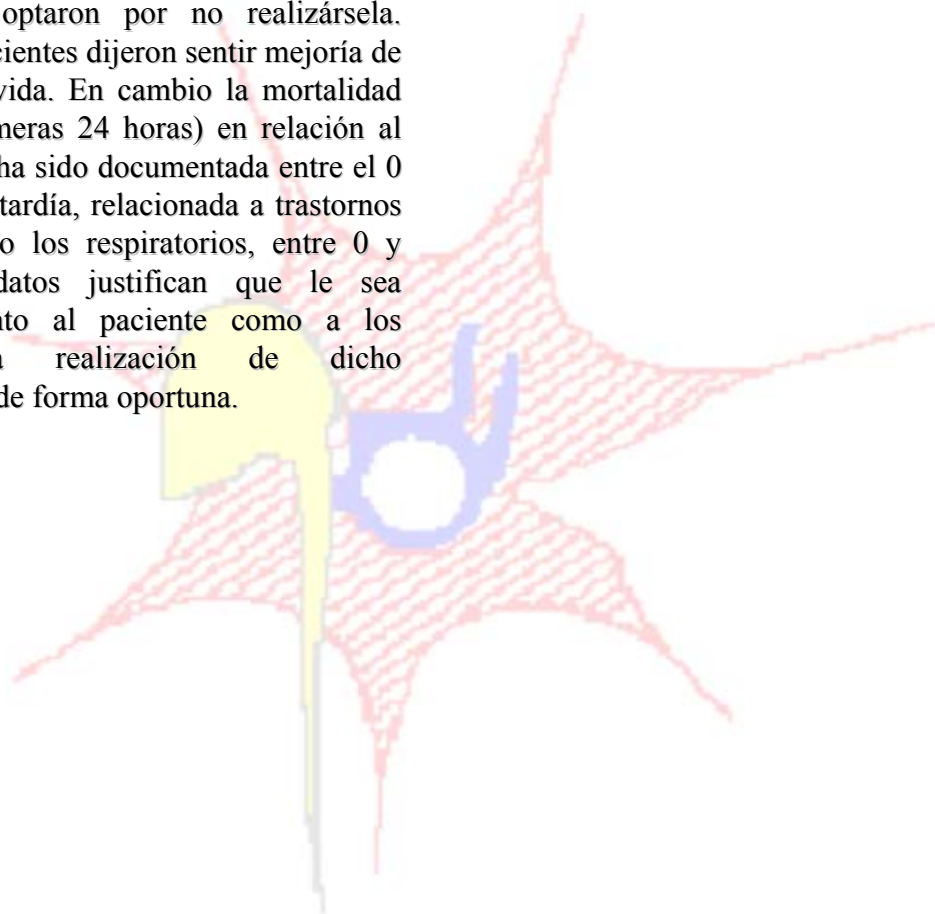 optaron por no realizársela.
cientes dijeron sentir mejoría de
vida. En cambio la mortalidad
meras 24 horas) en relación al
ha sido documentada entre el 0
tardía, relacionada a trastornos
o los respiratorios, entre 0 y
datos justifican que le sea
nto al paciente como a los
a realización de dicho
de forma oportuna.